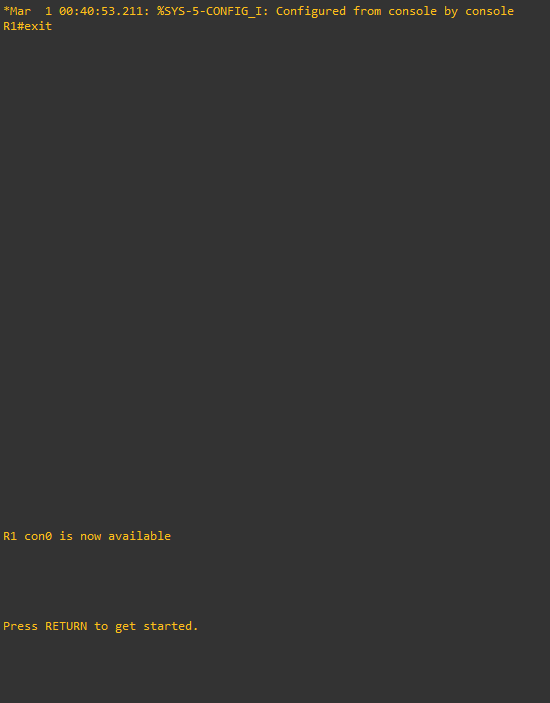 *Mar  1 00:40:53.211: %SYS-5-CONFIG_I: Configured from console by console
R1#exit
R1 con0 is now available
Press RETURN to get started.